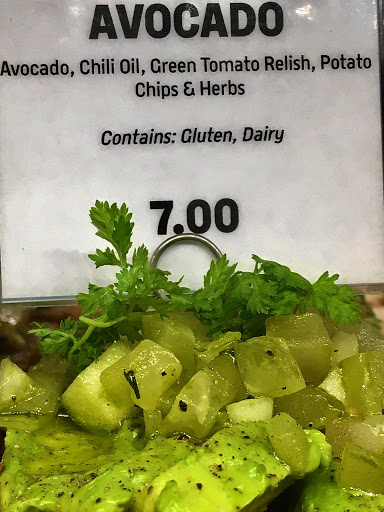 AVOCADO
Avocado, Chili Oil, Green Tomato Relish, Potato
Chips & Herbs
Contains: Gluten, Dairy
7.00